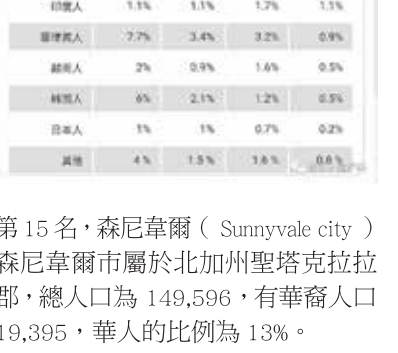 印度人 1.1% 1.1% 1.7% 1.1%
菲律賓人 7.7% 3.4% 3.2% 0.9%
越南人 2% 0.9% 1.6% 0.5%
韓國人 6% 2.1% 1.2% 0.5%
日本人 1% 1% 0.7% 0.2%
其他 4% 1.5% 1.6% 0.6%
第 15 名，森尼韋爾（ Sunnyvale city ）
森尼韋爾市屬於北加州聖塔克拉拉
郡，總人口為 149,596，有華裔人口
19,395，華人的比例為 13%。